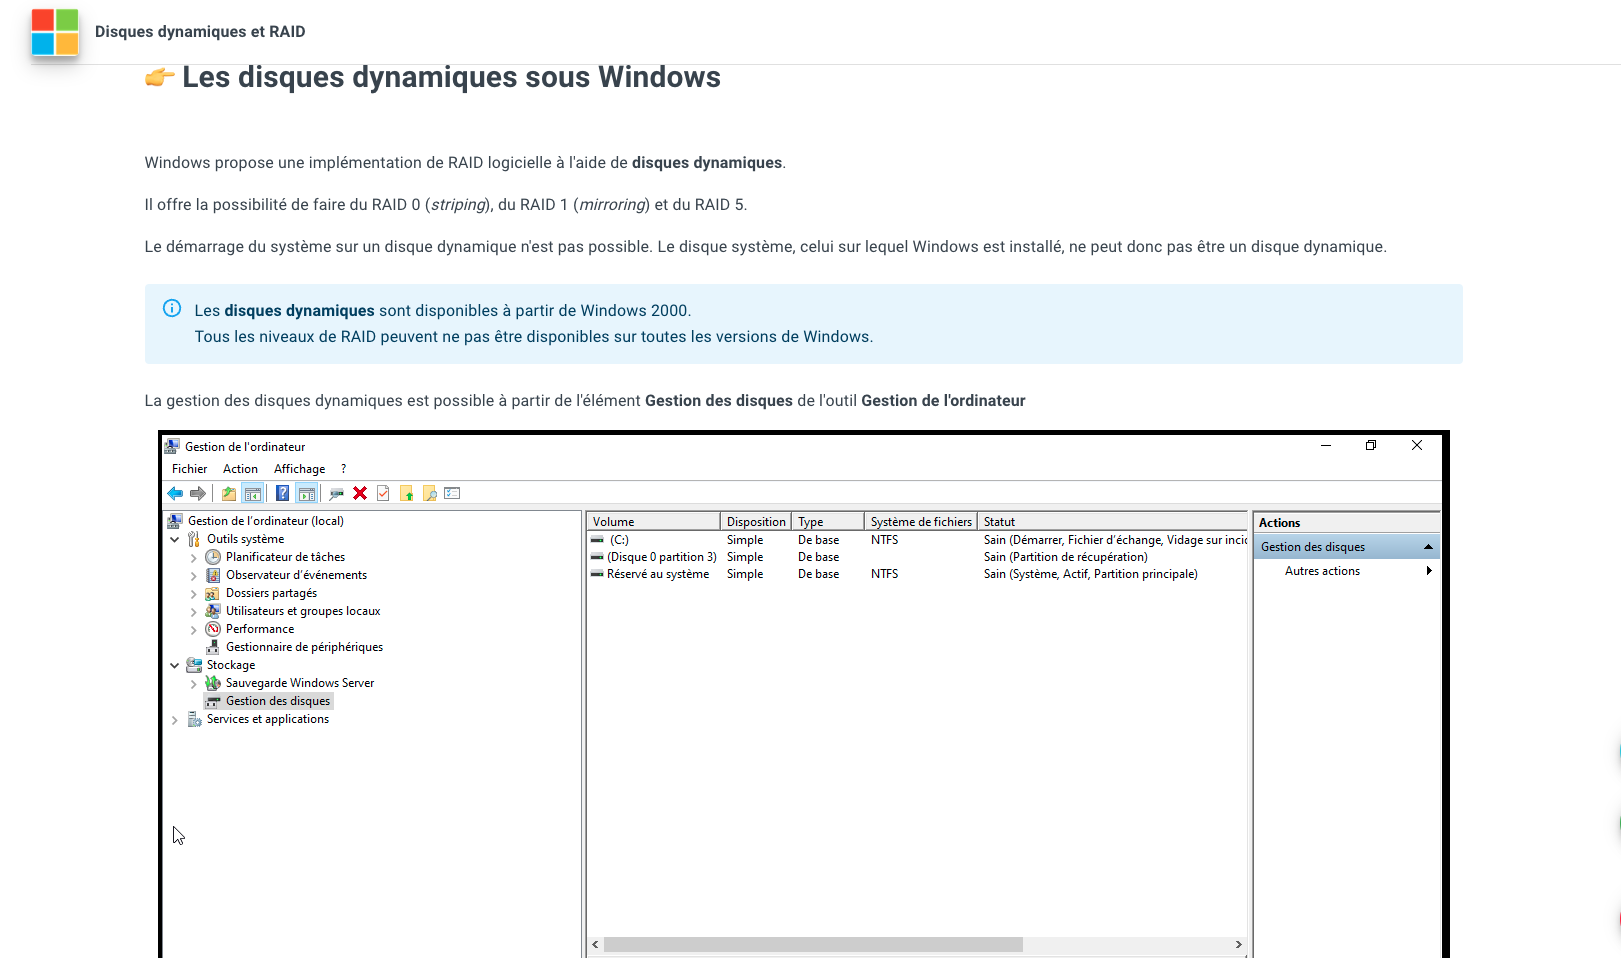 Disques dynamiques et RAID
👉 Les disques dynamiques sous Windows
Windows propose une implémentation de RAID logicielle à l'aide de disques dynamiques.
Il offre la possibilité de faire du RAID 0 (striping), du RAID 1 (mirroring) et du RAID 5.
Le démarrage du système sur un disque dynamique n'est pas possible. Le disque système, celui sur lequel Windows est installé, ne peut donc pas être un disque dynamique.
Les disques dynamiques sont disponibles à partir de Windows 2000.
Tous les niveaux de RAID peuvent ne pas être disponibles sur toutes les versions de Windows.
La gestion des disques dynamiques est possible à partir de l'élément Gestion des disques de l'outil Gestion de l'ordinateur
Gestion de l'ordinateur
Fichier Action Affichage ?
Gestion de l'ordinateur (local)
Outils système
Planificateur de tâches
Observateur d'événements
Dossiers partagés
Utilisateurs et groupes locaux
Performance
Gestionnaire de périphériques
Stockage
Sauvegarde Windows Server
Gestion des disques
Services et applications
Volume Disposition Type Système de fichiers Statut
(C:) Simple De base NTFS Sain (Démarrer, Fichier d'échange, Vidage sur incid
(Disque 0 partition 3) Simple De base Sain (Partition de récupération)
Réservé au système Simple De base NTFS Sain (Système, Actif, Partition principale)
Actions
Gestion des disques
Autres actions